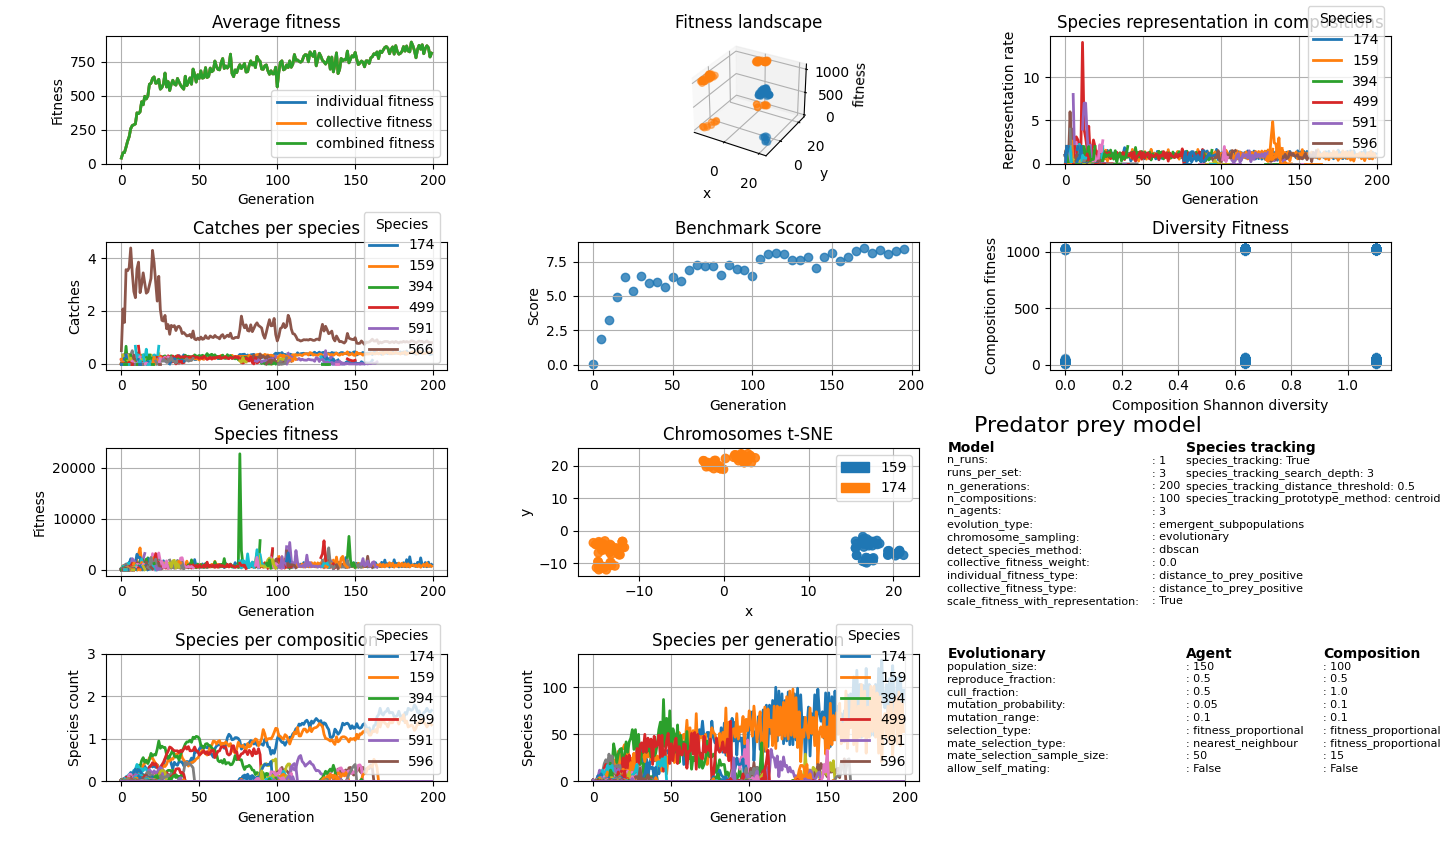 Average fitness
Fitness
750
500
250
0
individual fitness
collective fitness
combined fitness
0 50 100 150 200
Generation
Fitness landscape
1000
500
0
fitness
20
0
y
0
20
x
Species representation in compositions
Representation rate
10
5
0
Species
174
159
394
499
591
596
0 50 100 150 200
Generation
Catches per species
Catches
4
2
0
Species
174
159
394
499
591
566
0 50 100 150 200
Generation
Benchmark Score
Score
7.5
5.0
2.5
0.0
0 50 100 150 200
Generation
Diversity Fitness
Composition fitness
1000
500
0
0.0 0.2 0.4 0.6 0.8 1.0
Composition Shannon diversity
Species fitness
Fitness
20000
10000
0
0 50 100 150 200
Generation
Chromosomes t-SNE
y
20
10
0
−10
159
174
−10 0 10 20
x
Predator prey model
Model
n_runs: : 1
runs_per_set: : 3
n_generations: : 200
n_compositions: : 100
n_agents: : 3
evolution_type: : emergent_subpopulations
chromosome_sampling: : evolutionary
detect_species_method: : dbscan
collective_fitness_weight: : 0.0
individual_fitness_type: : distance_to_prey_positive
collective_fitness_type: : distance_to_prey_positive
scale_fitness_with_representation: : True
Species tracking
species_tracking: True
species_tracking_search_depth: 3
species_tracking_distance_threshold: 0.5
species_tracking_prototype_method: centroid
Species per composition
Species count
3
2
1
0
Species
174
159
394
499
591
596
0 50 100 150 200
Generation
Species per generation
Species count
100
50
0
Species
174
159
394
499
591
596
0 50 100 150 200
Generation
Evolutionary Agent Composition
population_size: : 150 : 100
reproduce_fraction: : 0.5 : 0.5
cull_fraction: : 0.5 : 1.0
mutation_probability: : 0.05 : 0.1
mutation_range: : 0.1 : 0.1
selection_type: : fitness_proportional : fitness_proportional
mate_selection_type: : nearest_neighbour : fitness_proportional
mate_selection_sample_size: : 50 : 15
allow_self_mating: : False : False